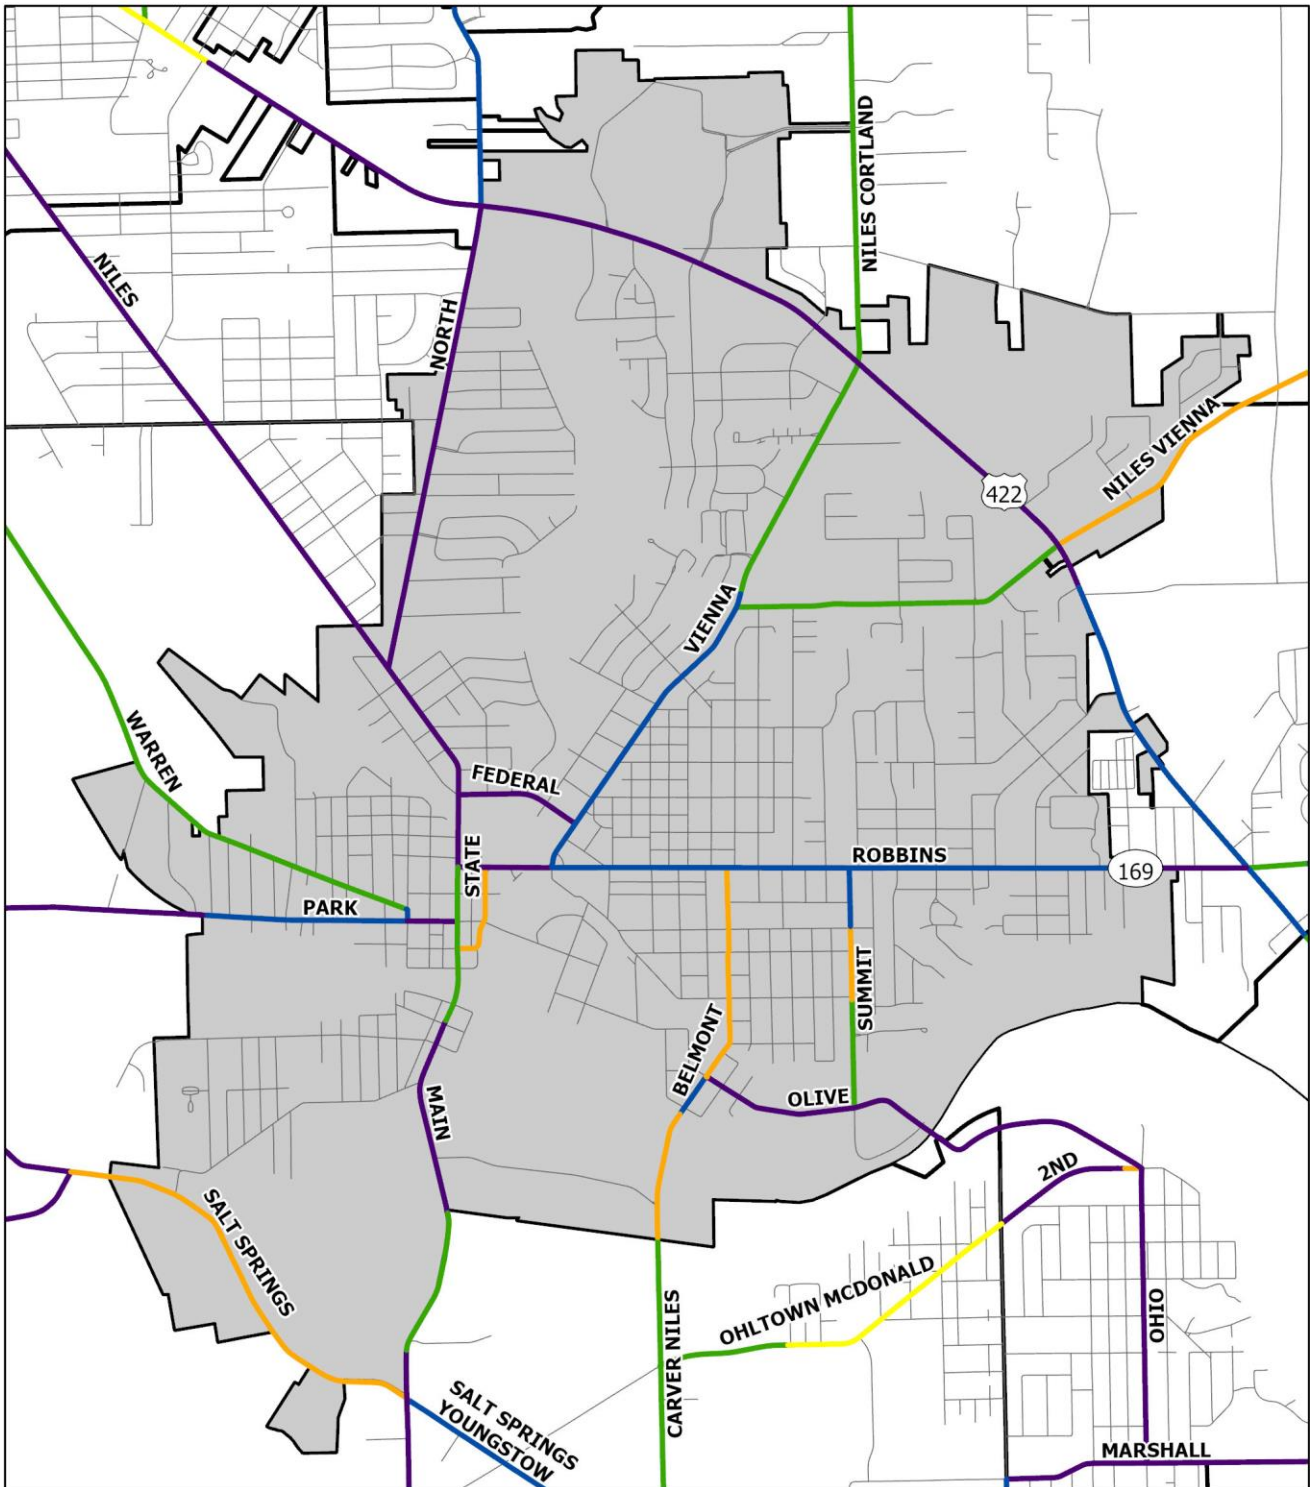 NILES CORTLAND
NILES
NORTH
NILES VIENNA
422
VIENNA
WARREN
FEDERAL
STATE
ROBBINS
169
PARK
SUMMIT
BELMONT
OLIVE
MAIN
2ND
SALT SPRINGS
OHLTOWN MCDONALD
OHIO
CARVER NILES
SALT SPRINGS
YOUNGSTOW
MARSHALL